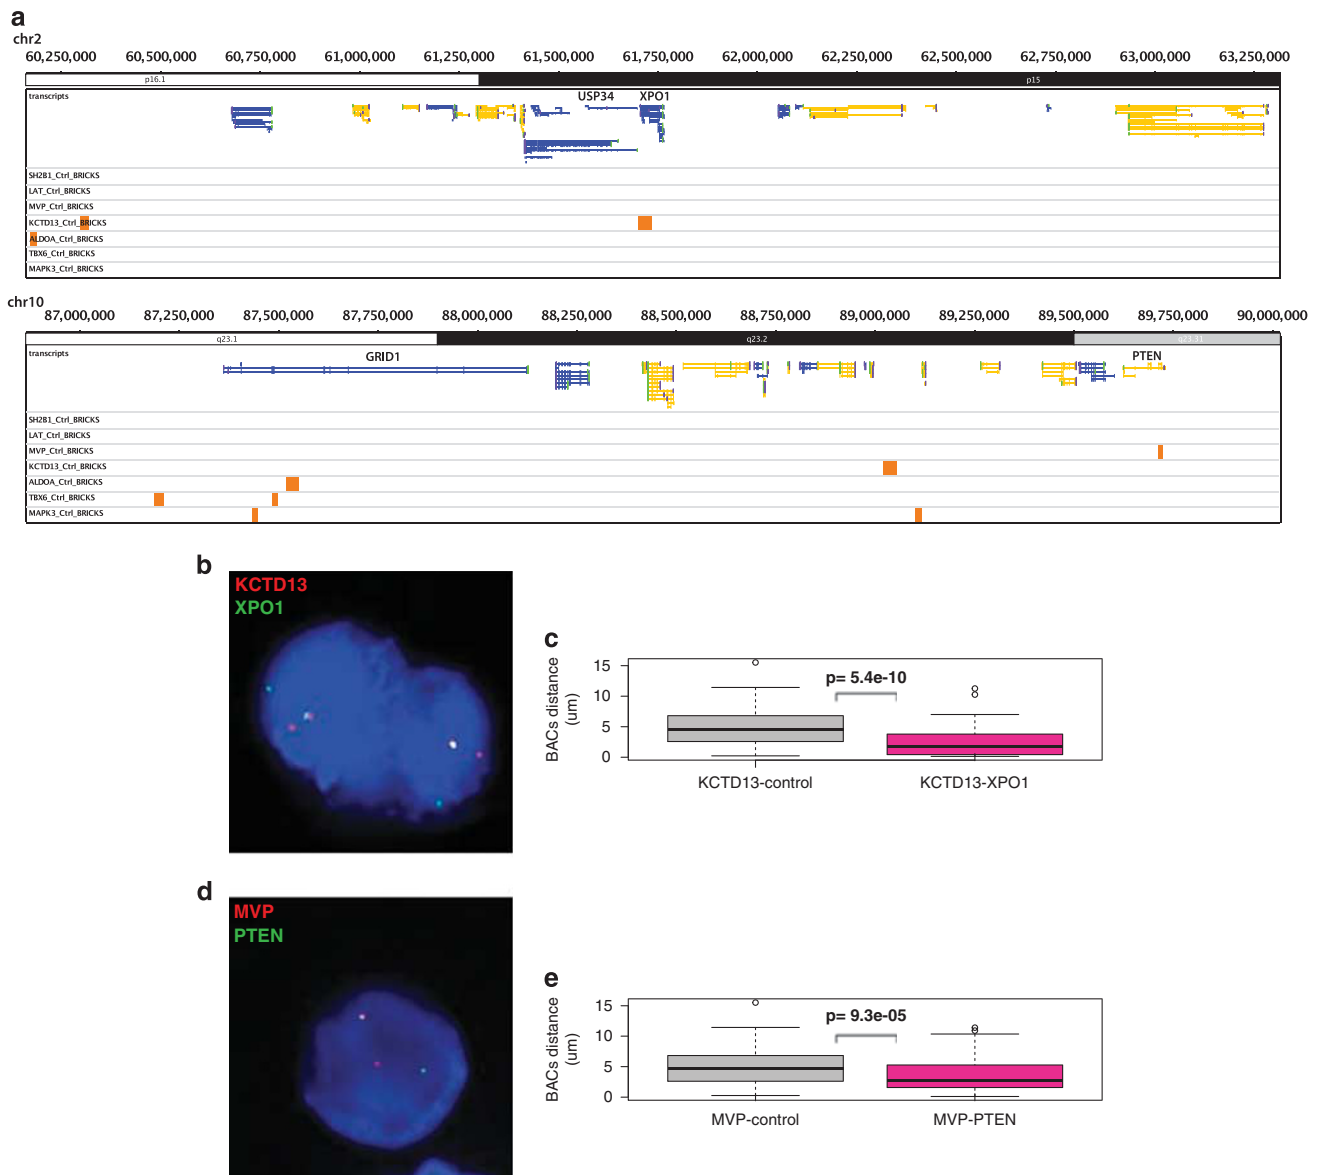 a
chr2
60,250,000 60,500,000 60,750,000 61,000,000 61,250,000 61,500,000 61,750,000 62,000,000 62,250,000 62,500,000 62,750,000 63,000,000 63,250,000
p16.1 p15
transcripts USP34 XPO1
SH2B1_Ctrl_BRICKS
LAT_Ctrl_BRICKS
MVP_Ctrl_BRICKS
KCTD13_Ctrl_BRICKS
ALDOA_Ctrl_BRICKS
TBX6_Ctrl_BRICKS
MAPK3_Ctrl_BRICKS
chr10
87,000,000 87,250,000 87,500,000 87,750,000 88,000,000 88,250,000 88,500,000 88,750,000 89,000,000 89,250,000 89,500,000 89,750,000 90,000,000
q23.1 q23.2 q23.31
transcripts GRID1 PTEN
SH2B1_Ctrl_BRICKS
LAT_Ctrl_BRICKS
MVP_Ctrl_BRICKS
KCTD13_Ctrl_BRICKS
ALDOA_Ctrl_BRICKS
TBX6_Ctrl_BRICKS
MAPK3_Ctrl_BRICKS
b
KCTD13
XPO1
c
BACs distance
(um)
15
10
5
0
p= 5.4e-10
KCTD13-control KCTD13-XPO1
d
MVP
PTEN
e
BACs distance
(um)
15
10
5
0
p= 9.3e-05
MVP-control MVP-PTEN